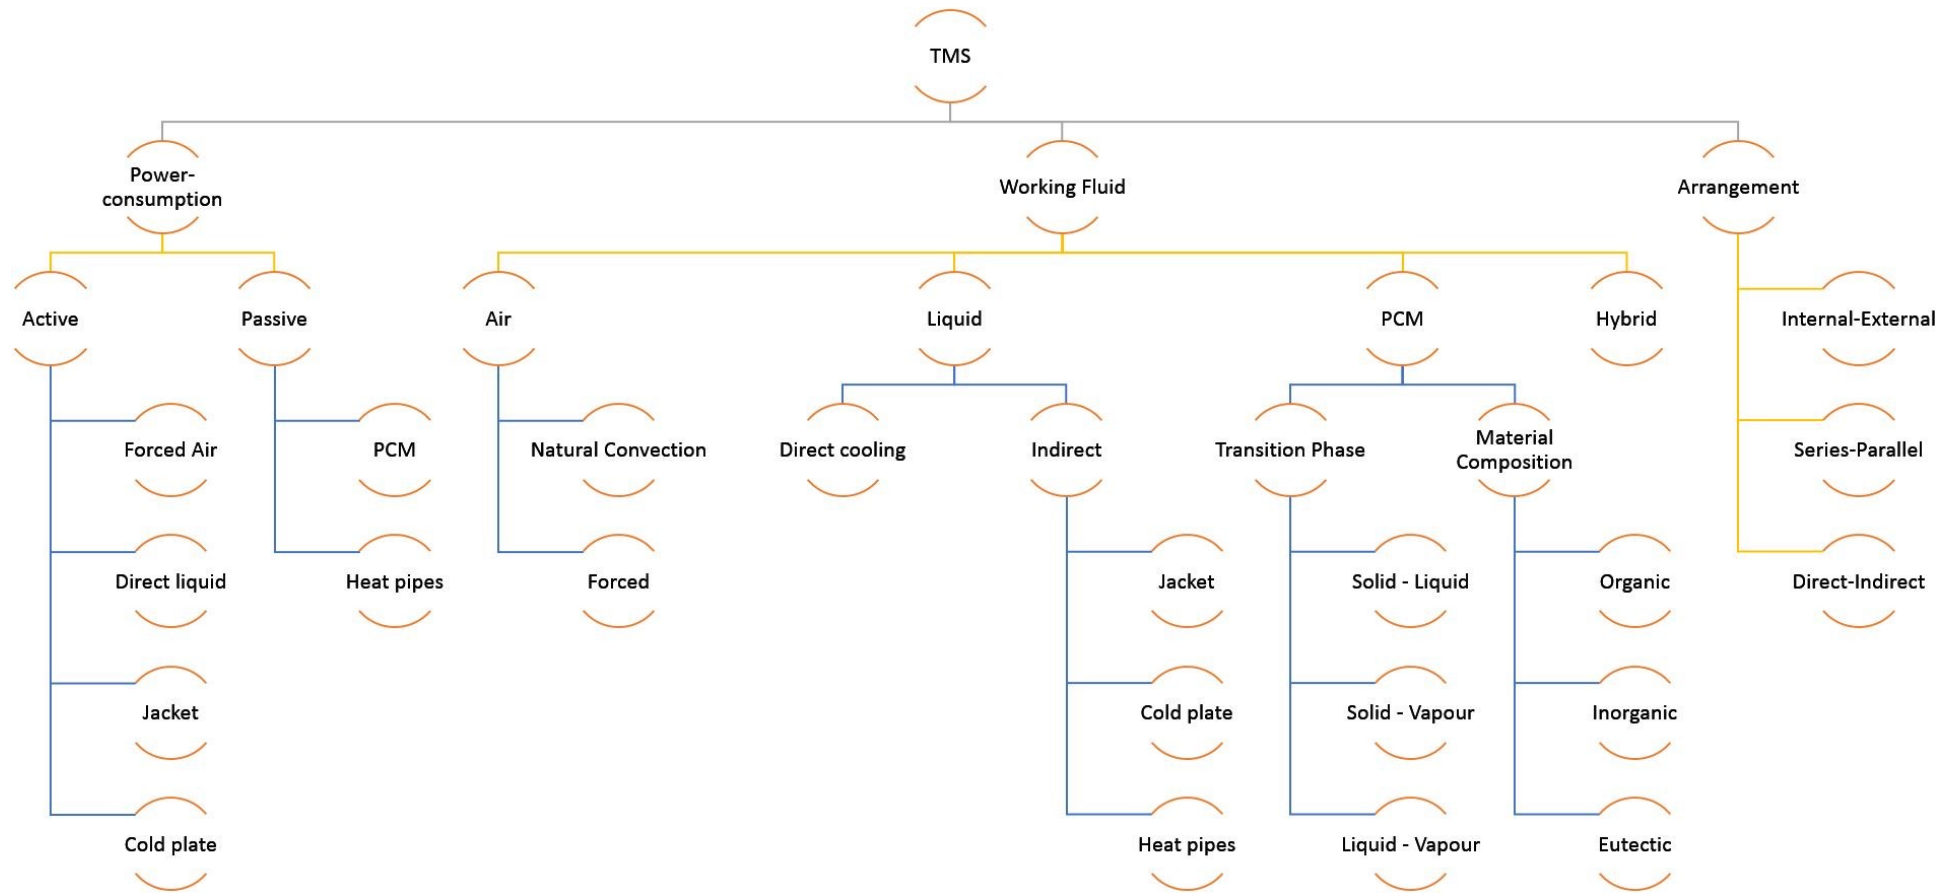 TMS
Power-
consumption
Working Fluid
Arrangement
Active
Passive
Air
Liquid
PCM
Hybrid
Internal-External
Forced Air
PCM
Natural Convection
Direct cooling
Indirect
Transition Phase
Material
Composition
Series-Parallel
Direct liquid
Heat pipes
Forced
Jacket
Solid - Liquid
Organic
Direct-Indirect
Jacket
Cold plate
Solid - Vapour
Inorganic
Cold plate
Heat pipes
Liquid - Vapour
Eutectic